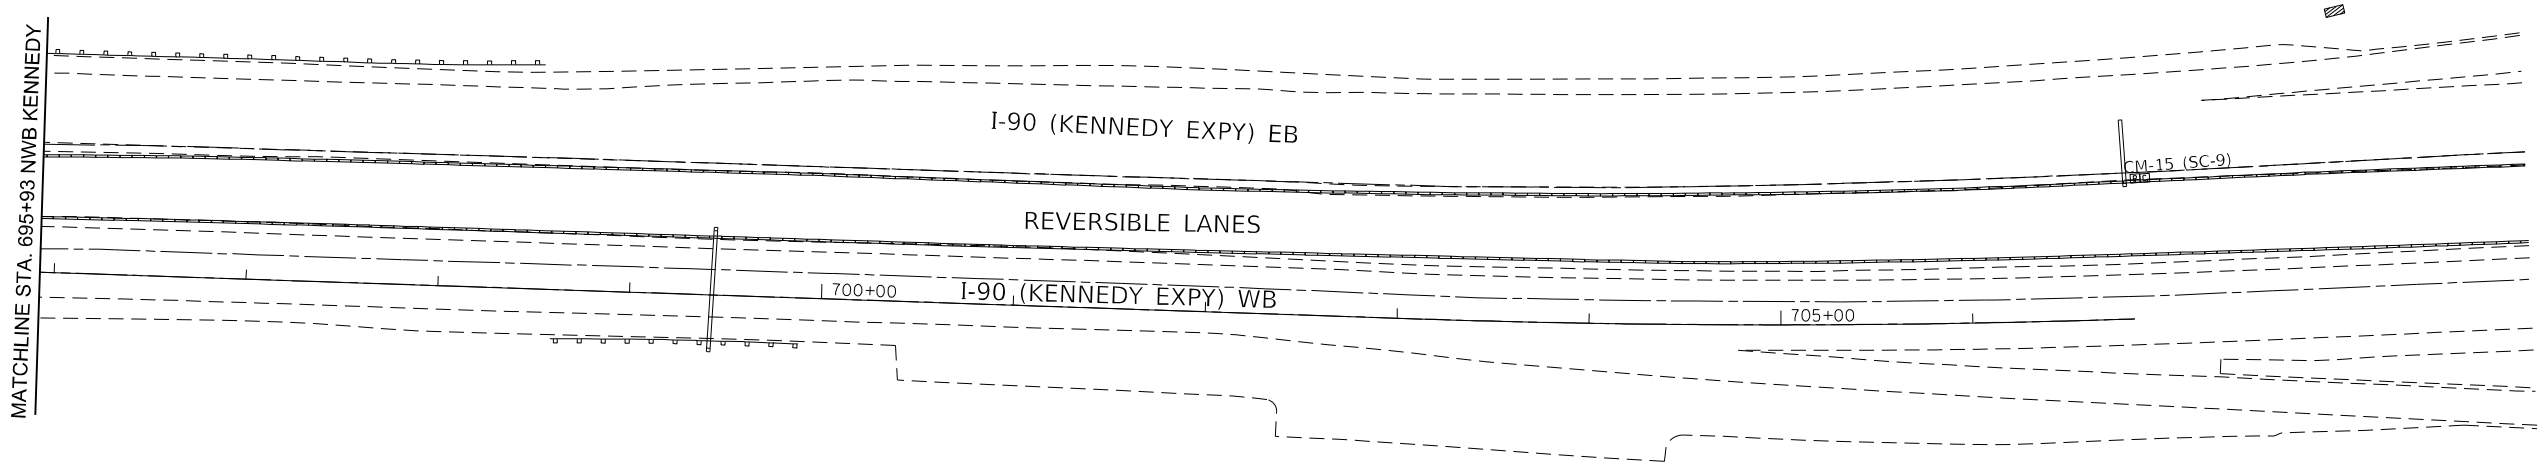 MATCHLINE STA. 695+93 NWB KENNEDY
I-90 (KENNEDY EXPY) EB
CM-15 (SC-9)
REVERSIBLE LANES
700+00
I-90 (KENNEDY EXPY) WB
705+00